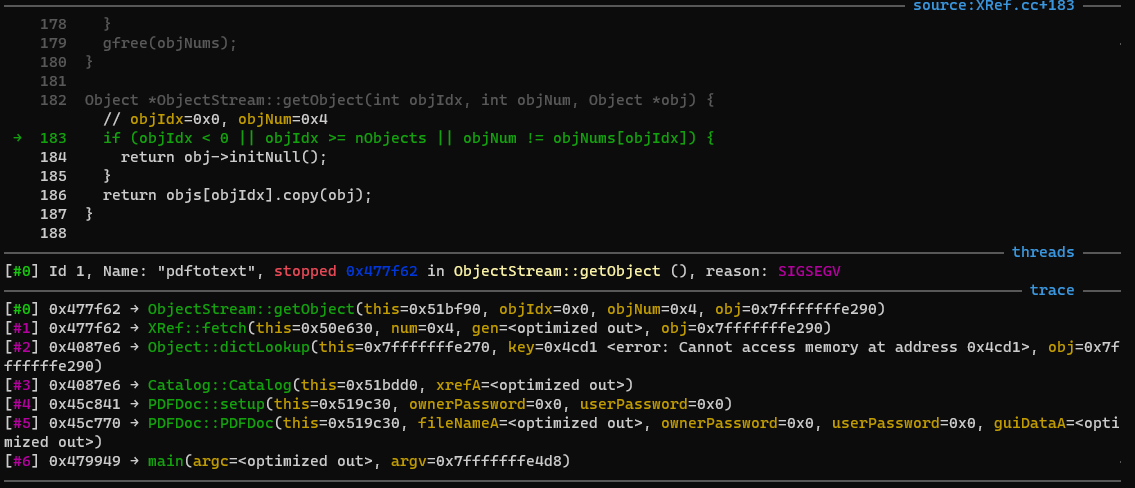 source:XRef.cc+183
178 }
179 gfree(objNums);
180 }
181
182 Object *ObjectStream::getObject(int objIdx, int objNum, Object *obj) {
// objIdx=0x0, objNum=0x4
→ 183 if (objIdx < 0 || objIdx >= nObjects || objNum != objNums[objIdx]) {
184 return obj->initNull();
185 }
186 return objs[objIdx].copy(obj);
187 }
188
threads
[#0] Id 1, Name: "pdftotext", stopped 0x477f62 in ObjectStream::getObject (), reason: SIGSEGV
trace
[#0] 0x477f62 → ObjectStream::getObject(this=0x51bf90, objIdx=0x0, objNum=0x4, obj=0x7fffffffe290)
[#1] 0x477f62 → XRef::fetch(this=0x50e630, num=0x4, gen=<optimized out>, obj=0x7fffffffe290)
[#2] 0x4087e6 → Object::dictLookup(this=0x7fffffffe270, key=0x4cd1 <error: Cannot access memory at address 0x4cd1>, obj=0x7f
ffffffe290)
[#3] 0x4087e6 → Catalog::Catalog(this=0x51bdd0, xrefA=<optimized out>)
[#4] 0x45c841 → PDFDoc::setup(this=0x519c30, ownerPassword=0x0, userPassword=0x0)
[#5] 0x45c770 → PDFDoc::PDFDoc(this=0x519c30, fileNameA=<optimized out>, ownerPassword=0x0, userPassword=0x0, guiDataA=<opti
mized out>)
[#6] 0x479949 → main(argc=<optimized out>, argv=0x7fffffffe4d8)